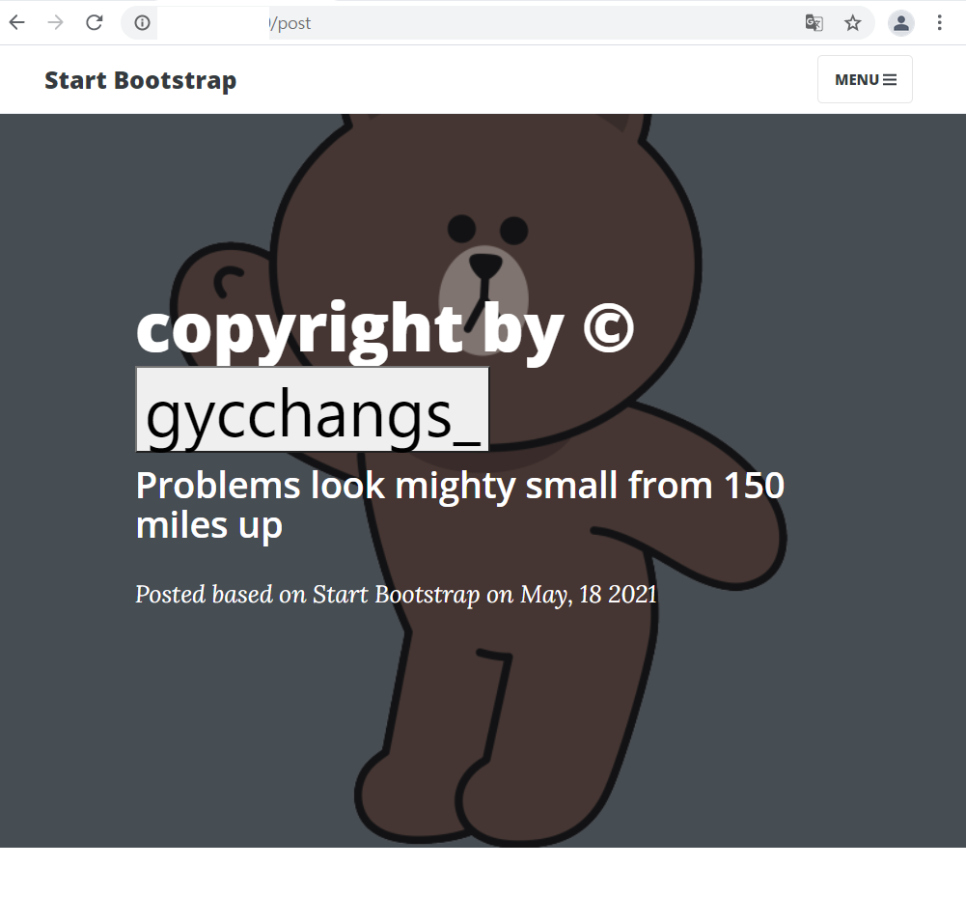 /post
Start Bootstrap
MENU
copyright by ©
gycchangs_
Problems look mighty small from 150
miles up
Posted based on Start Bootstrap on May, 18 2021